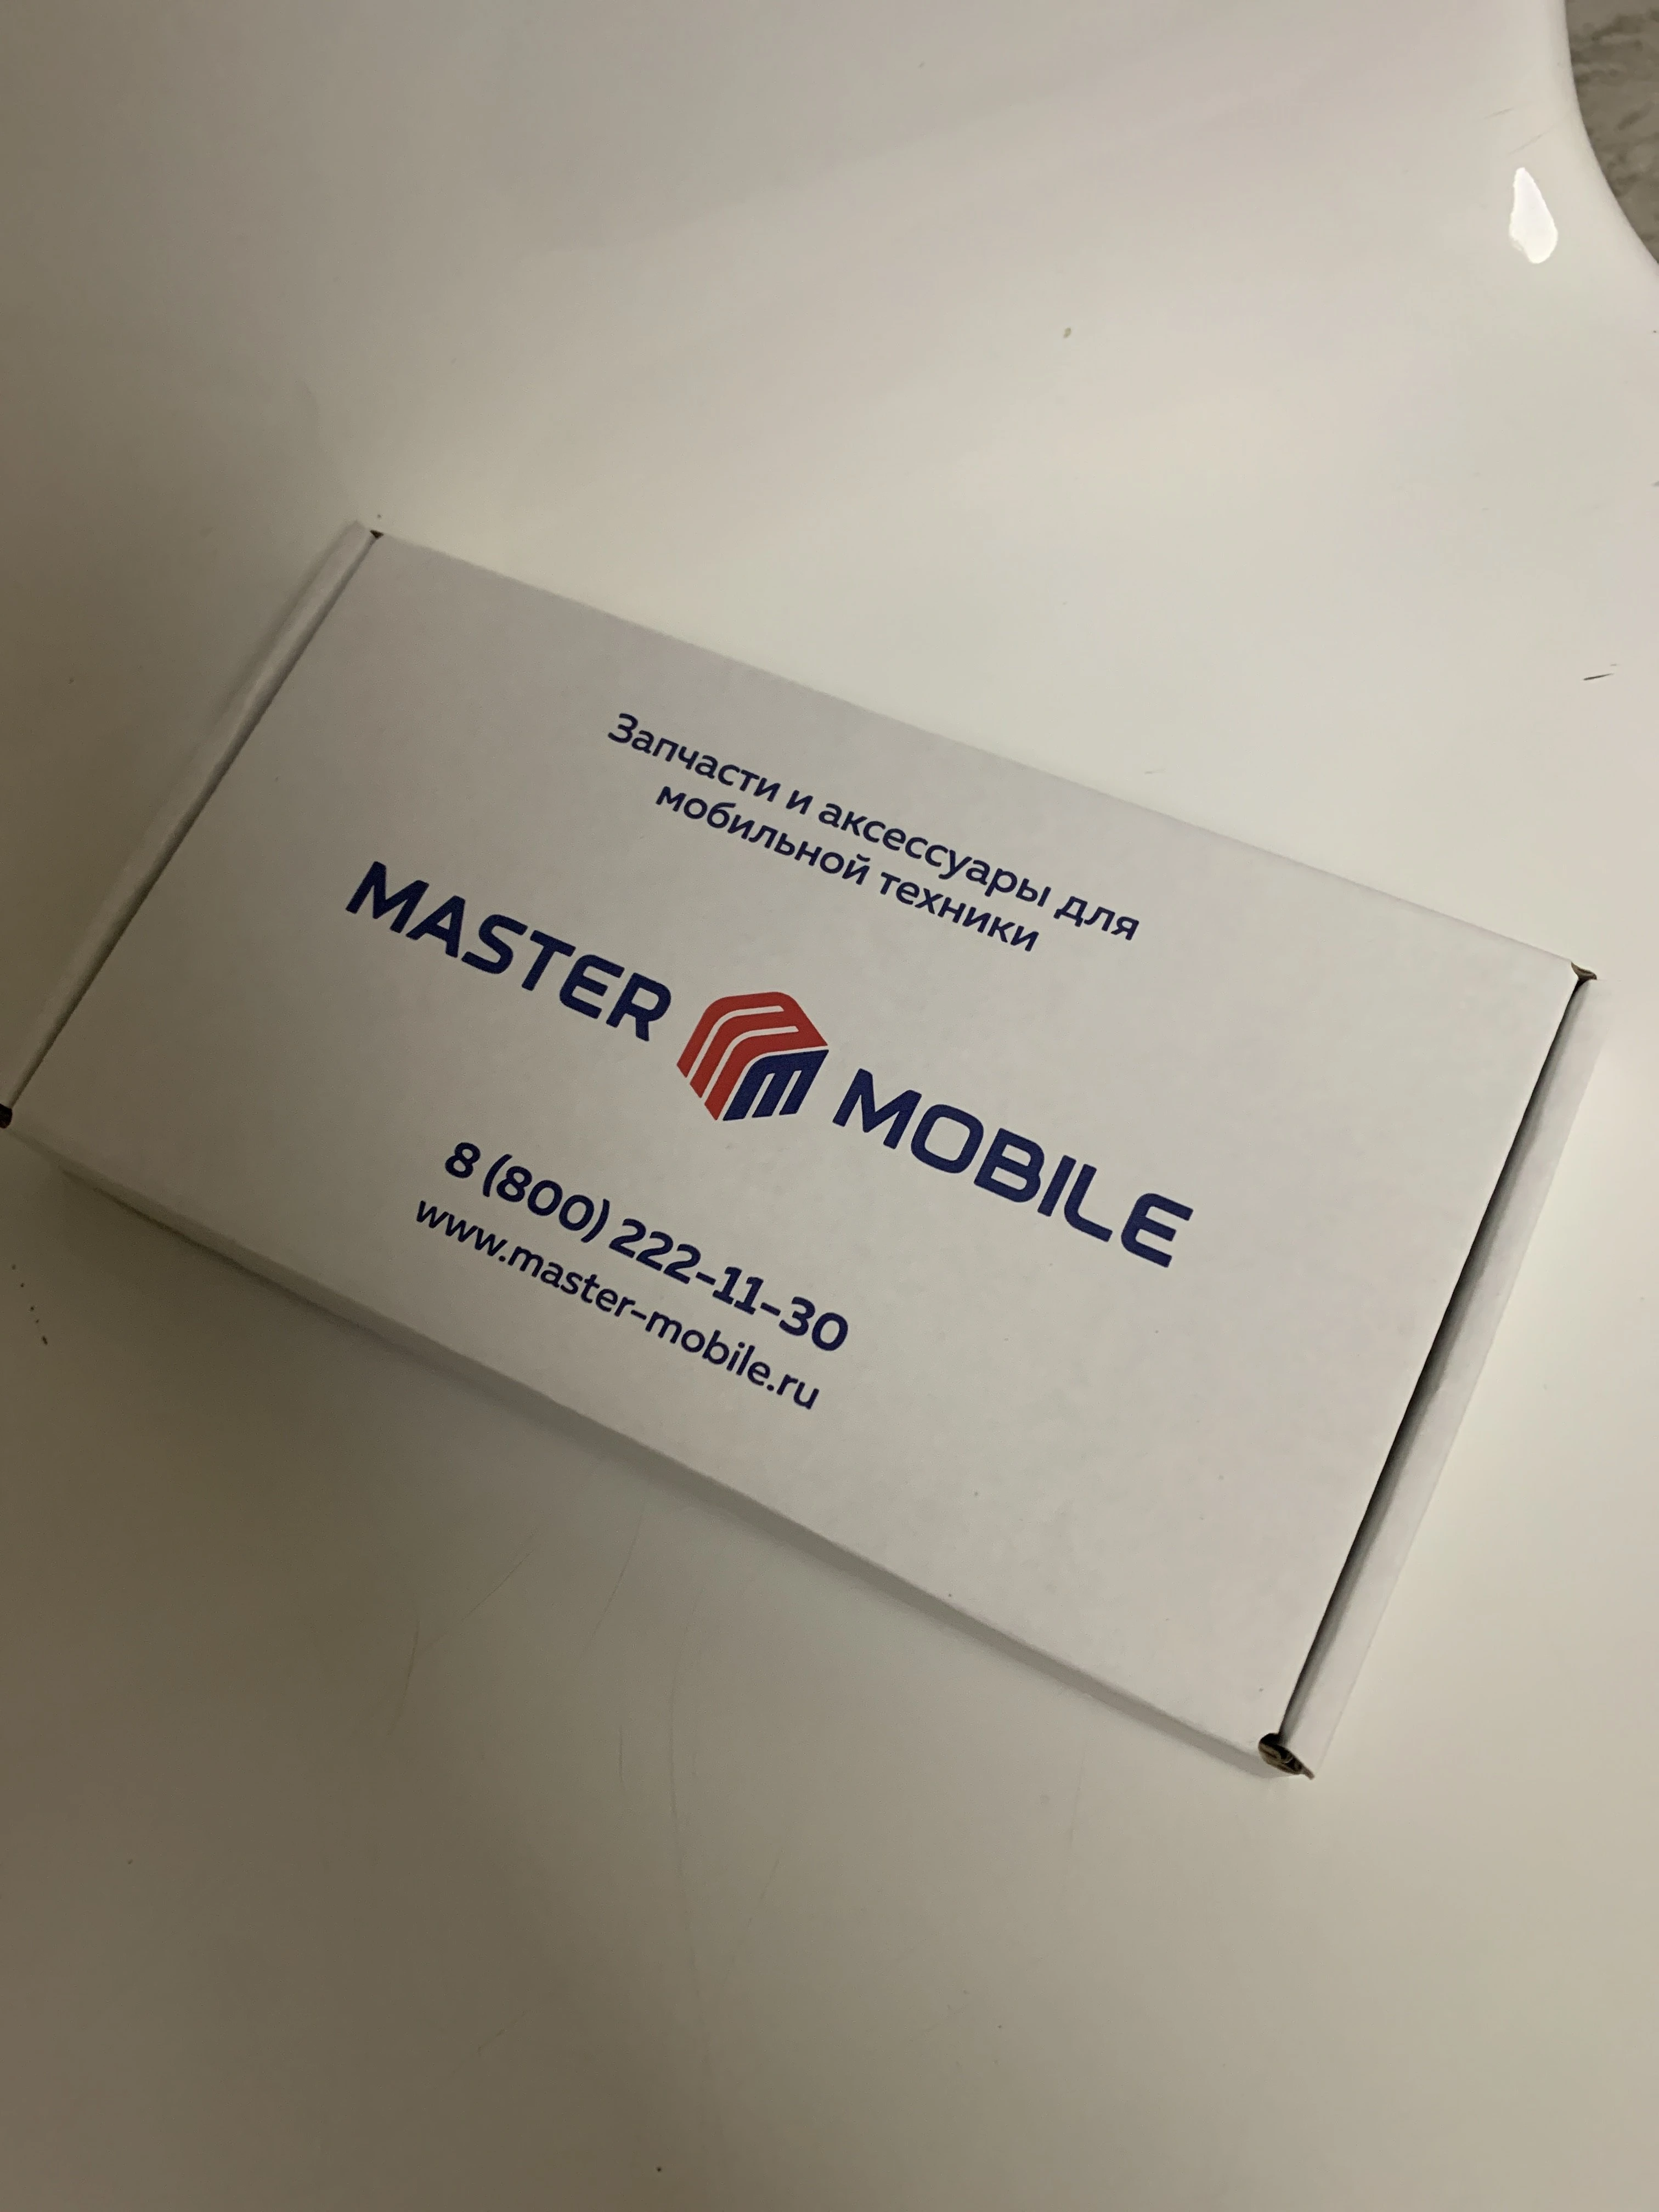 Запчасти и аксессуары для
мобильной техники
MASTER MOBILE
8 (800) 222-11-30
www.master-mobile.ru